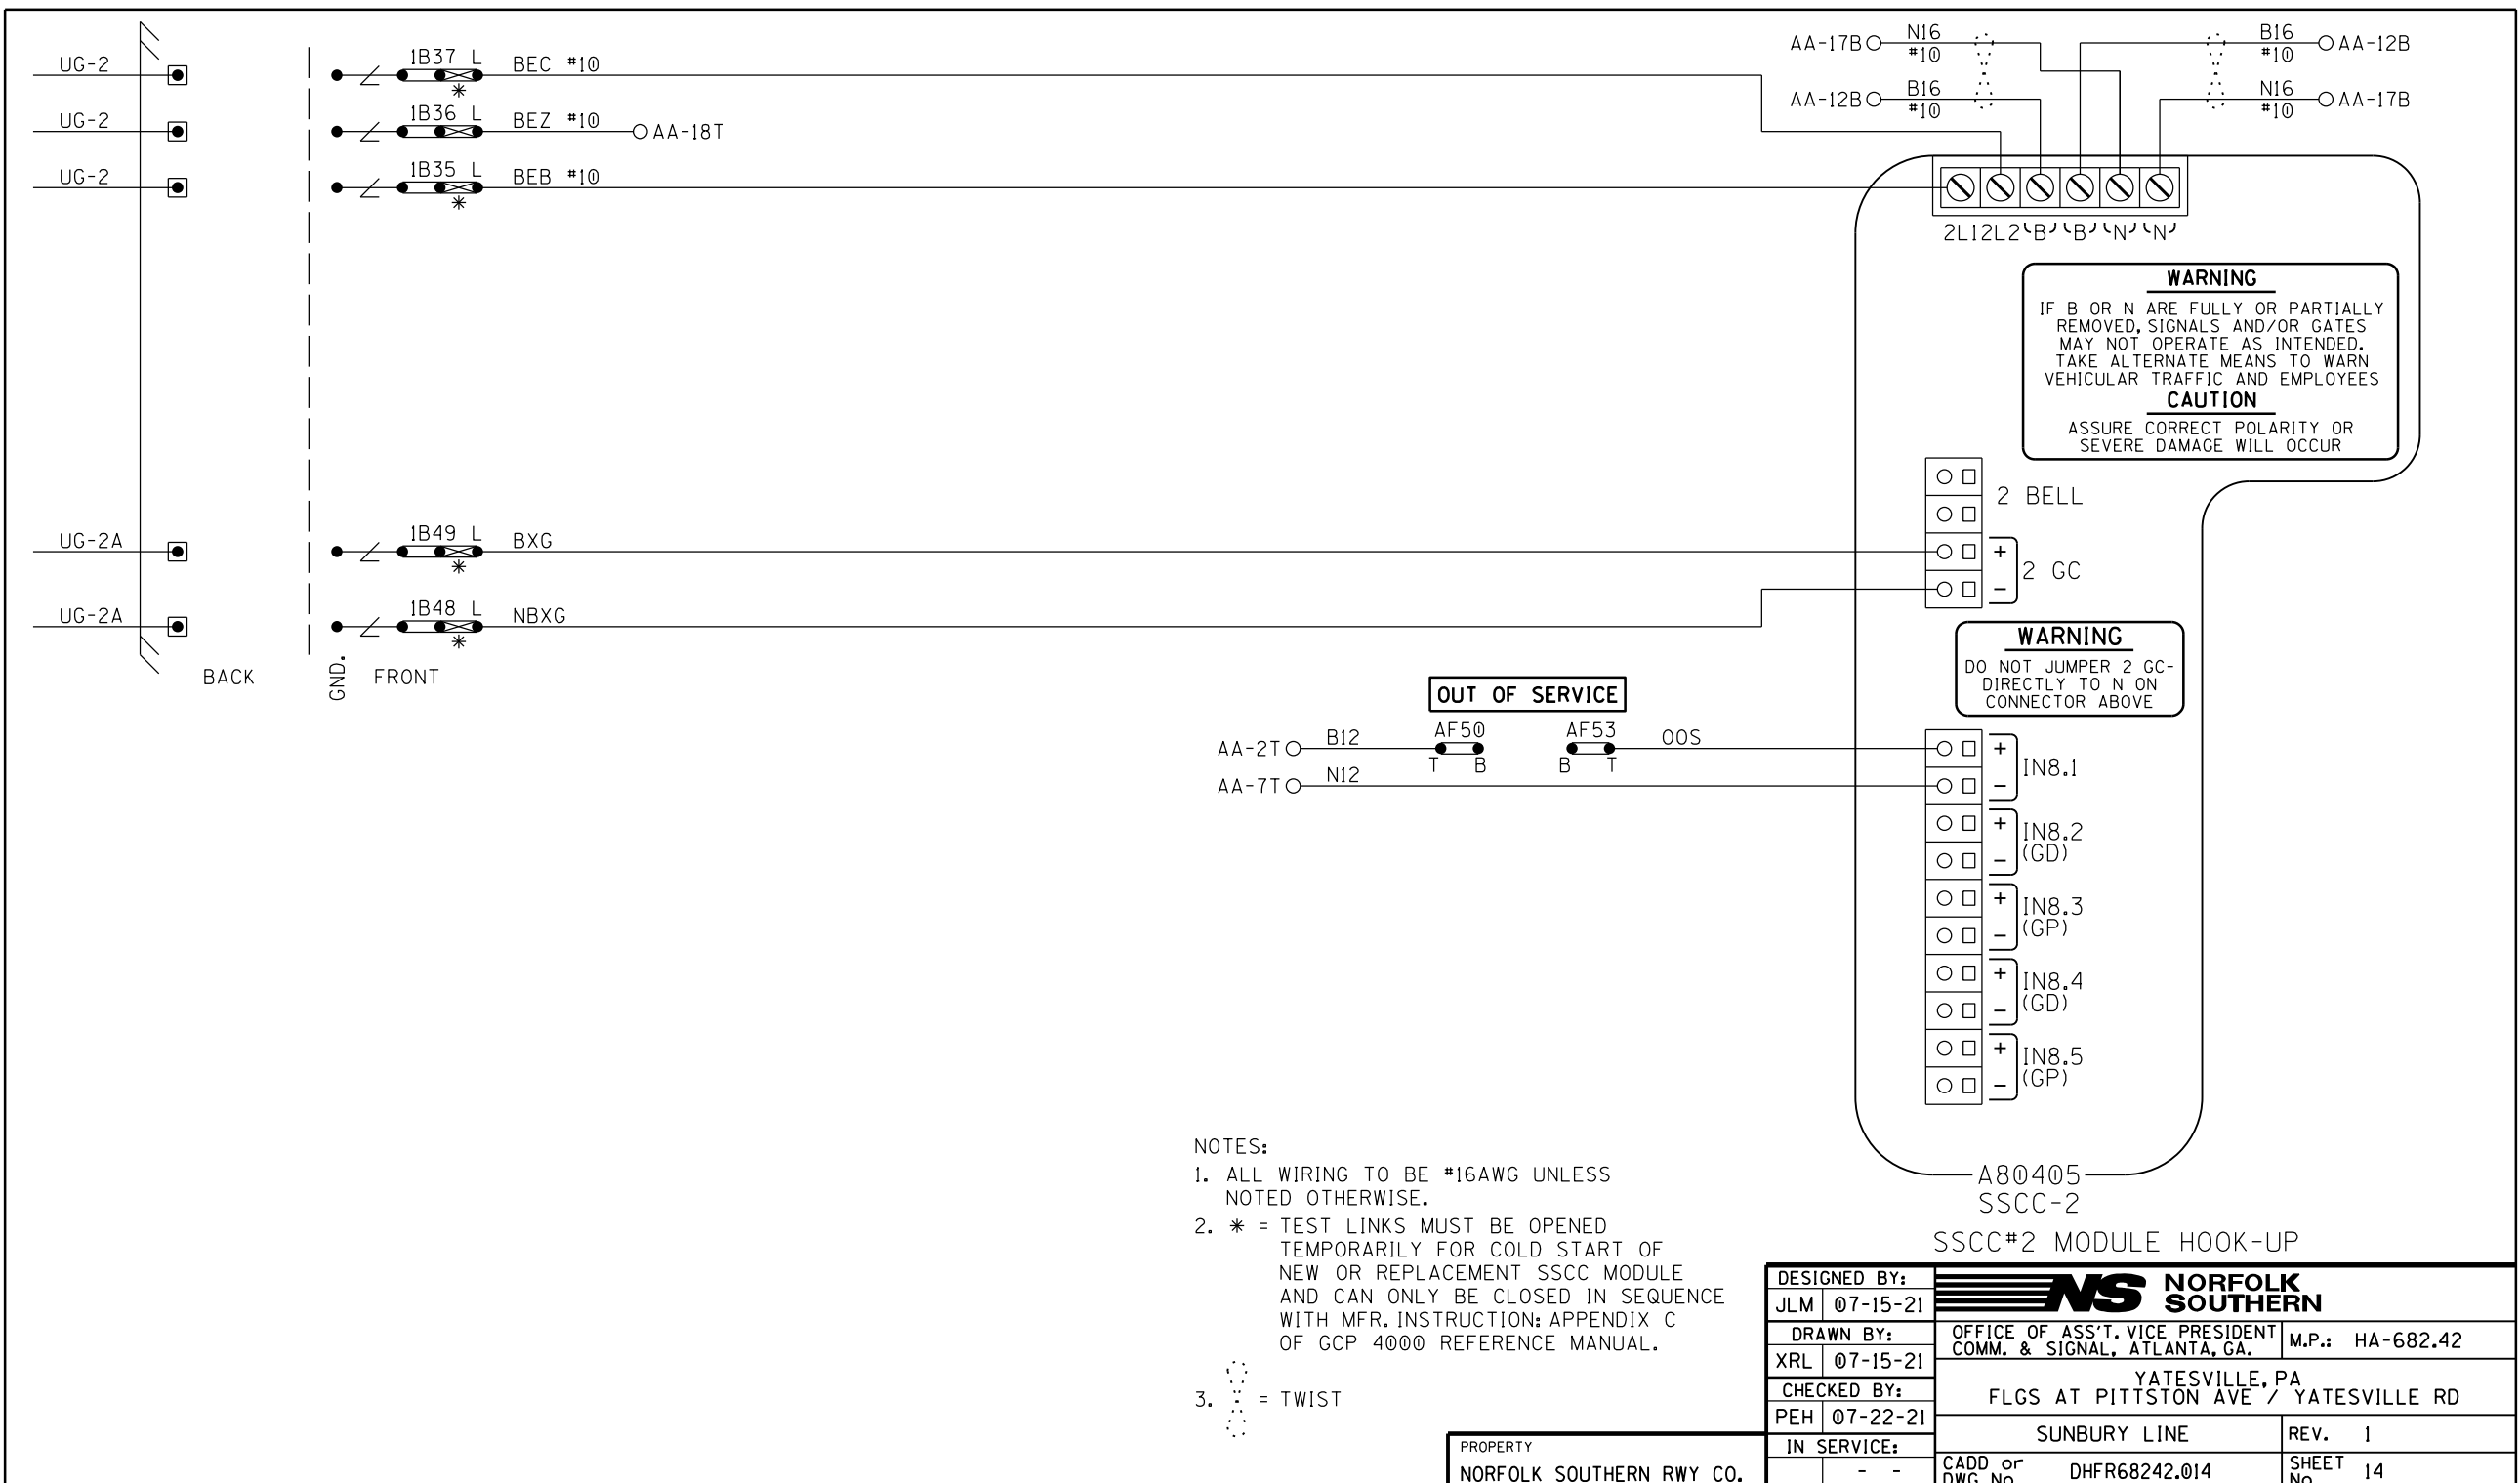 UG-2
1B37 L
BEC #10
UG-2
1B36 L
BEZ #10
AA-18T
UG-2
1B35 L
BEB #10
AA-17B
N16
#10
B16
#10
AA-12B
AA-12B
B16
#10
N16
#10
AA-17B
2L1 2L2 B B N N
WARNING
IF B OR N ARE FULLY OR PARTIALLY
REMOVED, SIGNALS AND/OR GATES
MAY NOT OPERATE AS INTENDED.
TAKE ALTERNATE MEANS TO WARN
VEHICULAR TRAFFIC AND EMPLOYEES
CAUTION
ASSURE CORRECT POLARITY OR
SEVERE DAMAGE WILL OCCUR
2 BELL
UG-2A
1B49 L
BXG
+
2 GC
-
UG-2A
1B48 L
NBXG
BACK
GND.
FRONT
WARNING
DO NOT JUMPER 2 GC-
DIRECTLY TO N ON
CONNECTOR ABOVE
OUT OF SERVICE
AA-2T
B12
AF50
T B
AF53
B T
OOS
AA-7T
N12
+
IN8.1
-
+
IN8.2
(GD)
-
+
IN8.3
(GP)
-
+
IN8.4
(GD)
-
+
IN8.5
(GP)
-
A80405
SSCC-2
SSCC#2 MODULE HOOK-UP
NOTES:
1. ALL WIRING TO BE #16AWG UNLESS
NOTED OTHERWISE.
2. * = TEST LINKS MUST BE OPENED
TEMPORARILY FOR COLD START OF
NEW OR REPLACEMENT SSCC MODULE
AND CAN ONLY BE CLOSED IN SEQUENCE
WITH MFR. INSTRUCTION: APPENDIX C
OF GCP 4000 REFERENCE MANUAL.
3. = TWIST
PROPERTY
NORFOLK SOUTHERN RWY CO.
DESIGNED BY:
JLM 07-15-21
DRAWN BY:
XRL 07-15-21
CHECKED BY:
PEH 07-22-21
IN SERVICE:
- -
NS NORFOLK
SOUTHERN
OFFICE OF ASS'T. VICE PRESIDENT
COMM. & SIGNAL, ATLANTA, GA.
M.P.: HA-682.42
YATESVILLE, PA
FLGS AT PITTSTON AVE / YATESVILLE RD
SUNBURY LINE
REV. 1
CADD or
DWG No.
DHFR68242.014
SHEET
No.
14